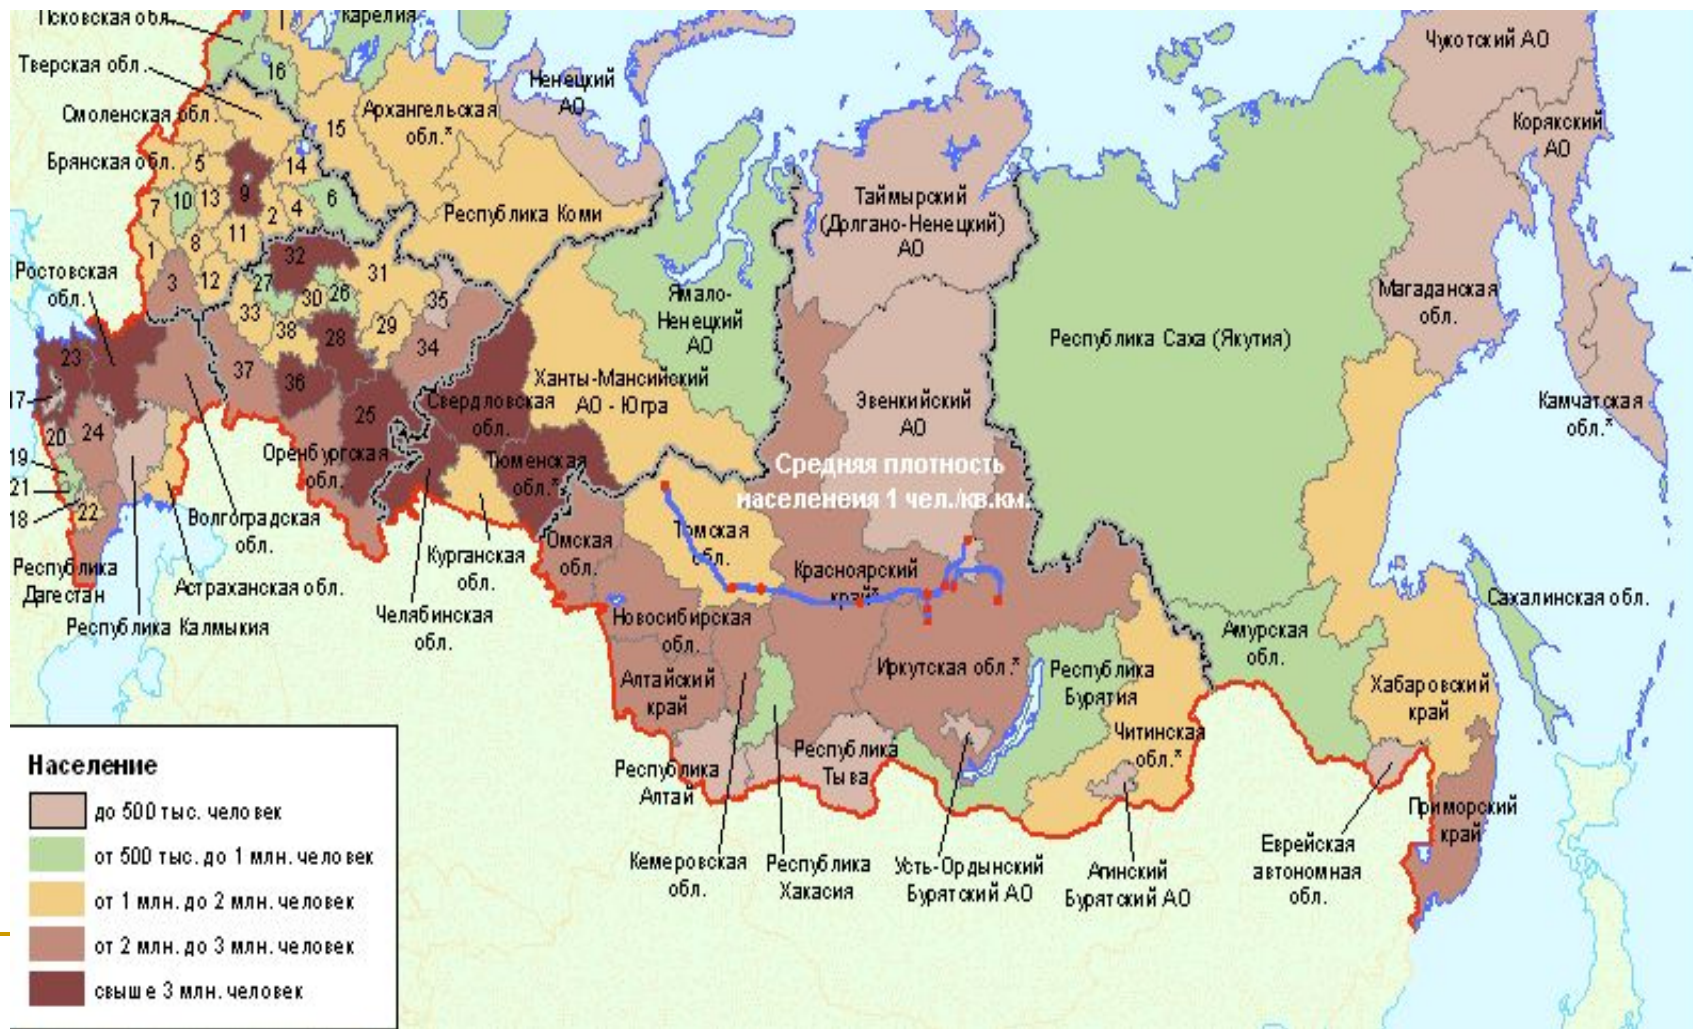 Псковская обл.
Карелия
Тверская обл.
Смоленская обл.
Брянская обл.
Ненецкий
АО
Архангельская
обл.*
Республика Коми
Чукотский АО
Корякский
АО
Таймырский
(Долгано-Ненецкий)
АО
Ростовская
обл.
Ямало-
Ненецкий
АО
Магаданская
обл.
Республика Саха (Якутия)
Ханты-Мансийский
АО - Югра
Эвенкийский
АО
Камчатская
обл.*
Свердловская
обл.
Оренбургская
обл.
Тюменская
обл.*
Средняя плотность
населенеия 1 чел./кв.км.
Волгоградская
обл.
Томская
обл.
Омская
обл.
Курганская
обл.
Красноярский
край*
Республика
Дагестан
Астраханская обл.
Республика Калмыкия
Челябинская
обл.
Новосибирская
обл.
Сахалинская обл.
Амурская
обл.
Алтайский
край
Иркутская обл.*
Республика
Бурятия
Хабаровский
край
Читинская
обл.*
Республика
Алтай
Республика
Тыва
Приморский
край
Кемеровская
обл.
Республика
Хакасия
Усть-Ордынский
Бурятский АО
Агинский
Бурятский АО
Еврейская
автономная
обл.
16
15
5
14
9
10
13
7
6
2
4
11
8
1
12
3
32
31
27
30
26
35
33
38
28
29
34
37
36
25
23
17
20
24
19
21
18
22
Население
до 500 тыс. человек
от 500 тыс. до 1 млн. человек
от 1 млн. до 2 млн. человек
от 2 млн. до 3 млн. человек
свыше 3 млн. человек